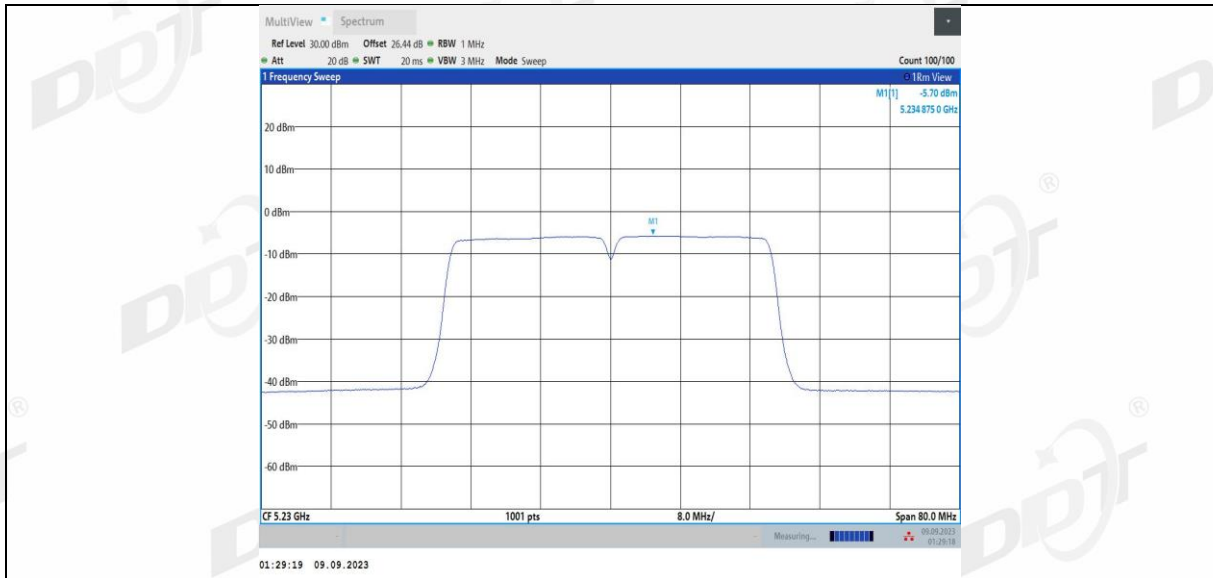 MultiView Spectrum
Ref Level 30.00 dBm Offset 26.44 dB RBW 1 MHz
Att 20 dB SWT 20 ms VBW 3 MHz Mode Sweep Count 100/100
1 Frequency Sweep 1Rm View
M1[1] -5.70 dBm
5.234 875 0 GHz
20 dBm
10 dBm
0 dBm
M1
-10 dBm
-20 dBm
-30 dBm
-40 dBm
-50 dBm
-60 dBm
CF 5.23 GHz 1001 pts 8.0 MHz/ Span 80.0 MHz
Measuring... 09.09.2023
01:29:18
01:29:19 09.09.2023
DDT
DDT
DDT
DDT